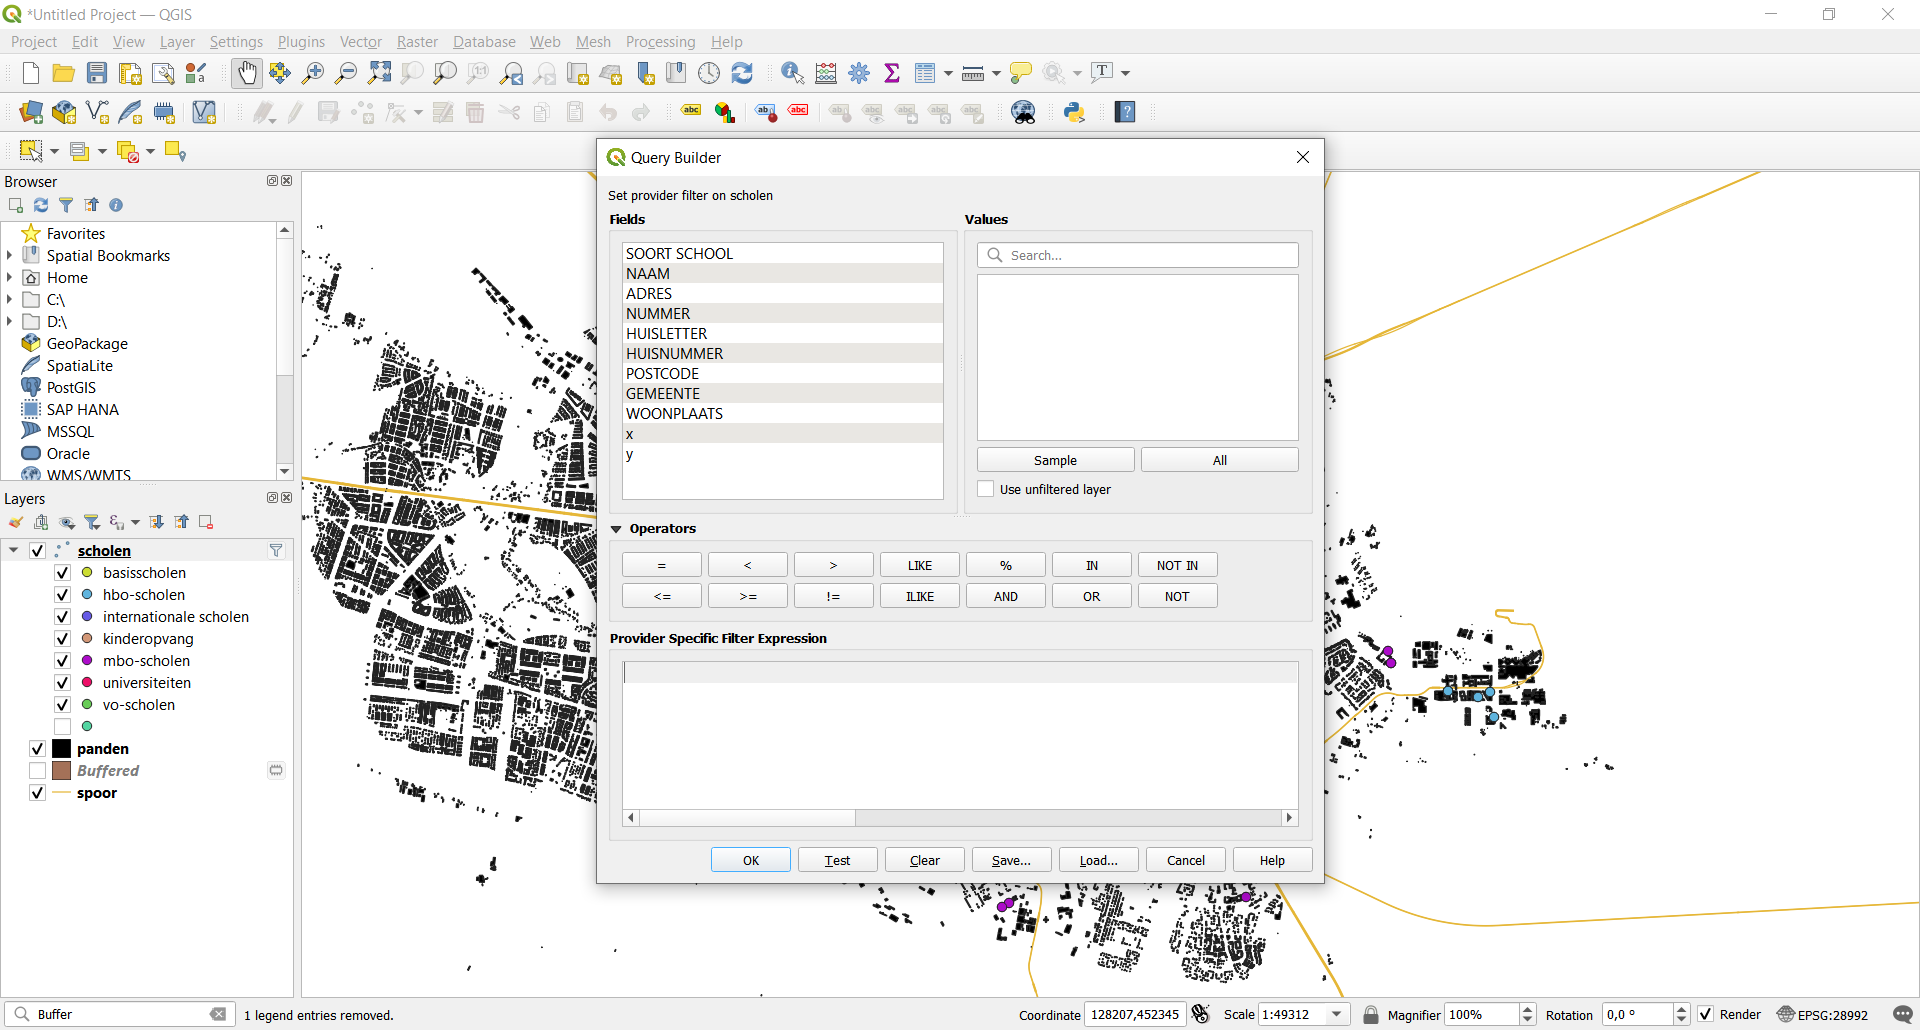 *Untitled Project — QGIS
Project Edit View Layer Settings Plugins Vector Raster Database Web Mesh Processing Help
Query Builder
Set provider filter on scholen
Fields
SOORT SCHOOL
NAAM
ADRES
NUMMER
HUISLETTER
HUISNUMMER
POSTCODE
GEMEENTE
WOONPLAATS
x
y
Values
Search...
Sample All
Use unfiltered layer
Operators
= < > LIKE % IN NOT IN
<= >= != ILIKE AND OR NOT
Provider Specific Filter Expression
OK Test Clear Save... Load... Cancel Help
Browser
Favorites
Spatial Bookmarks
Home
C:\
D:\
GeoPackage
SpatiaLite
PostGIS
SAP HANA
MSSQL
Oracle
WMS/WMTS
Layers
scholen
basisscholen
hbo-scholen
internationale scholen
kinderopvang
mbo-scholen
universiteiten
vo-scholen
panden
Buffered
spoor
Buffer
1 legend entries removed.
Coordinate 128207,452345
Scale 1:49312
Magnifier 100%
Rotation 0,0 °
Render
EPSG:28992